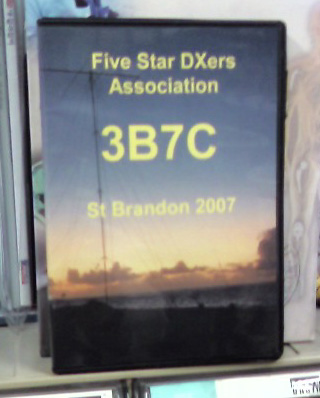 Five Star DXers
Association
3B7C
St Brandon 2007